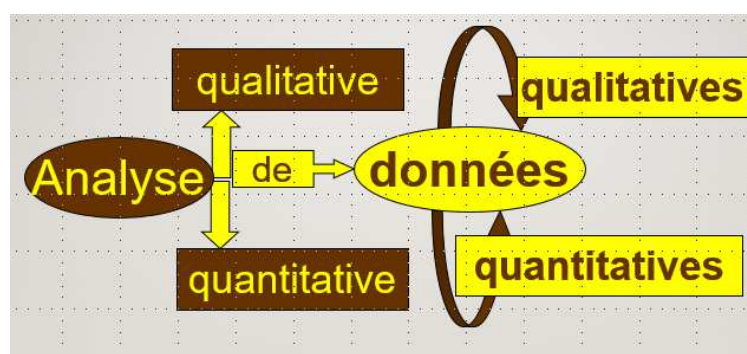 qualitative
qualitatives
Analyse
de
données
quantitative
quantitatives